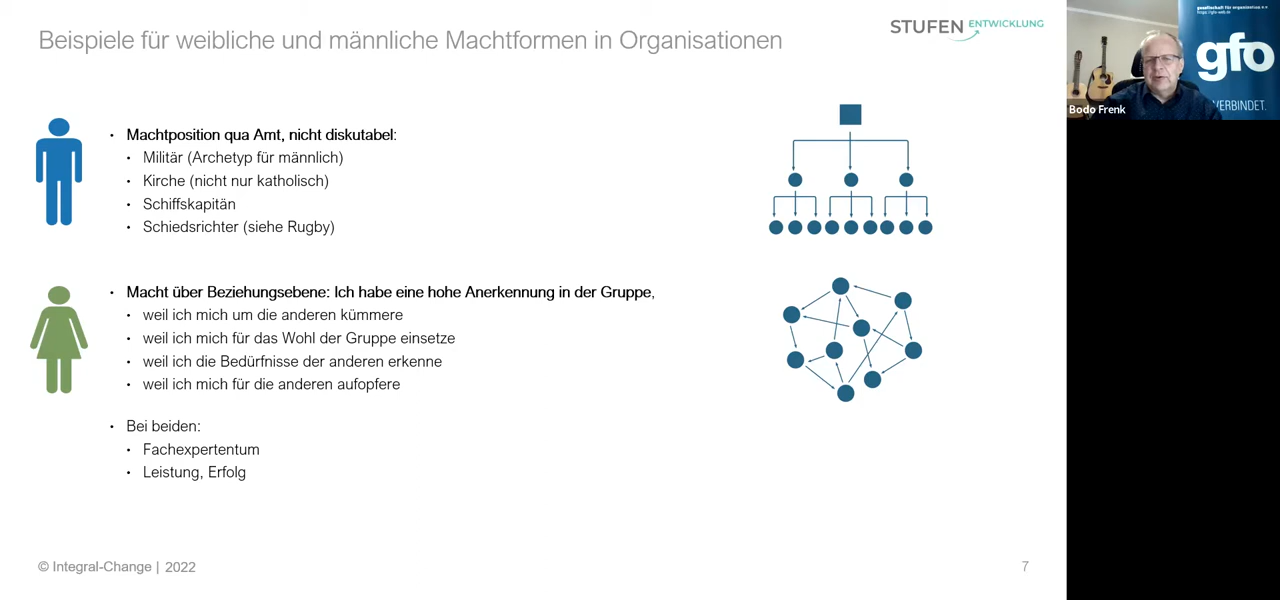 Beispiele für weibliche und männliche Machtformen in Organisationen
STUFEN ENTWICKLUNG
Machtposition qua Amt, nicht diskutabel:
Militär (Archetyp für männlich)
Kirche (nicht nur katholisch)
Schiffskapitän
Schiedsrichter (siehe Rugby)
Macht über Beziehungsebene: Ich habe eine hohe Anerkennung in der Gruppe,
weil ich mich um die anderen kümmere
weil ich mich für das Wohl der Gruppe einsetze
weil ich die Bedürfnisse der anderen erkenne
weil ich mich für die anderen aufopfere
Bei beiden:
Fachexpertentum
Leistung, Erfolg
© Integral-Change | 2022
7
gfo
VERBINDET.
Bodo Frenk